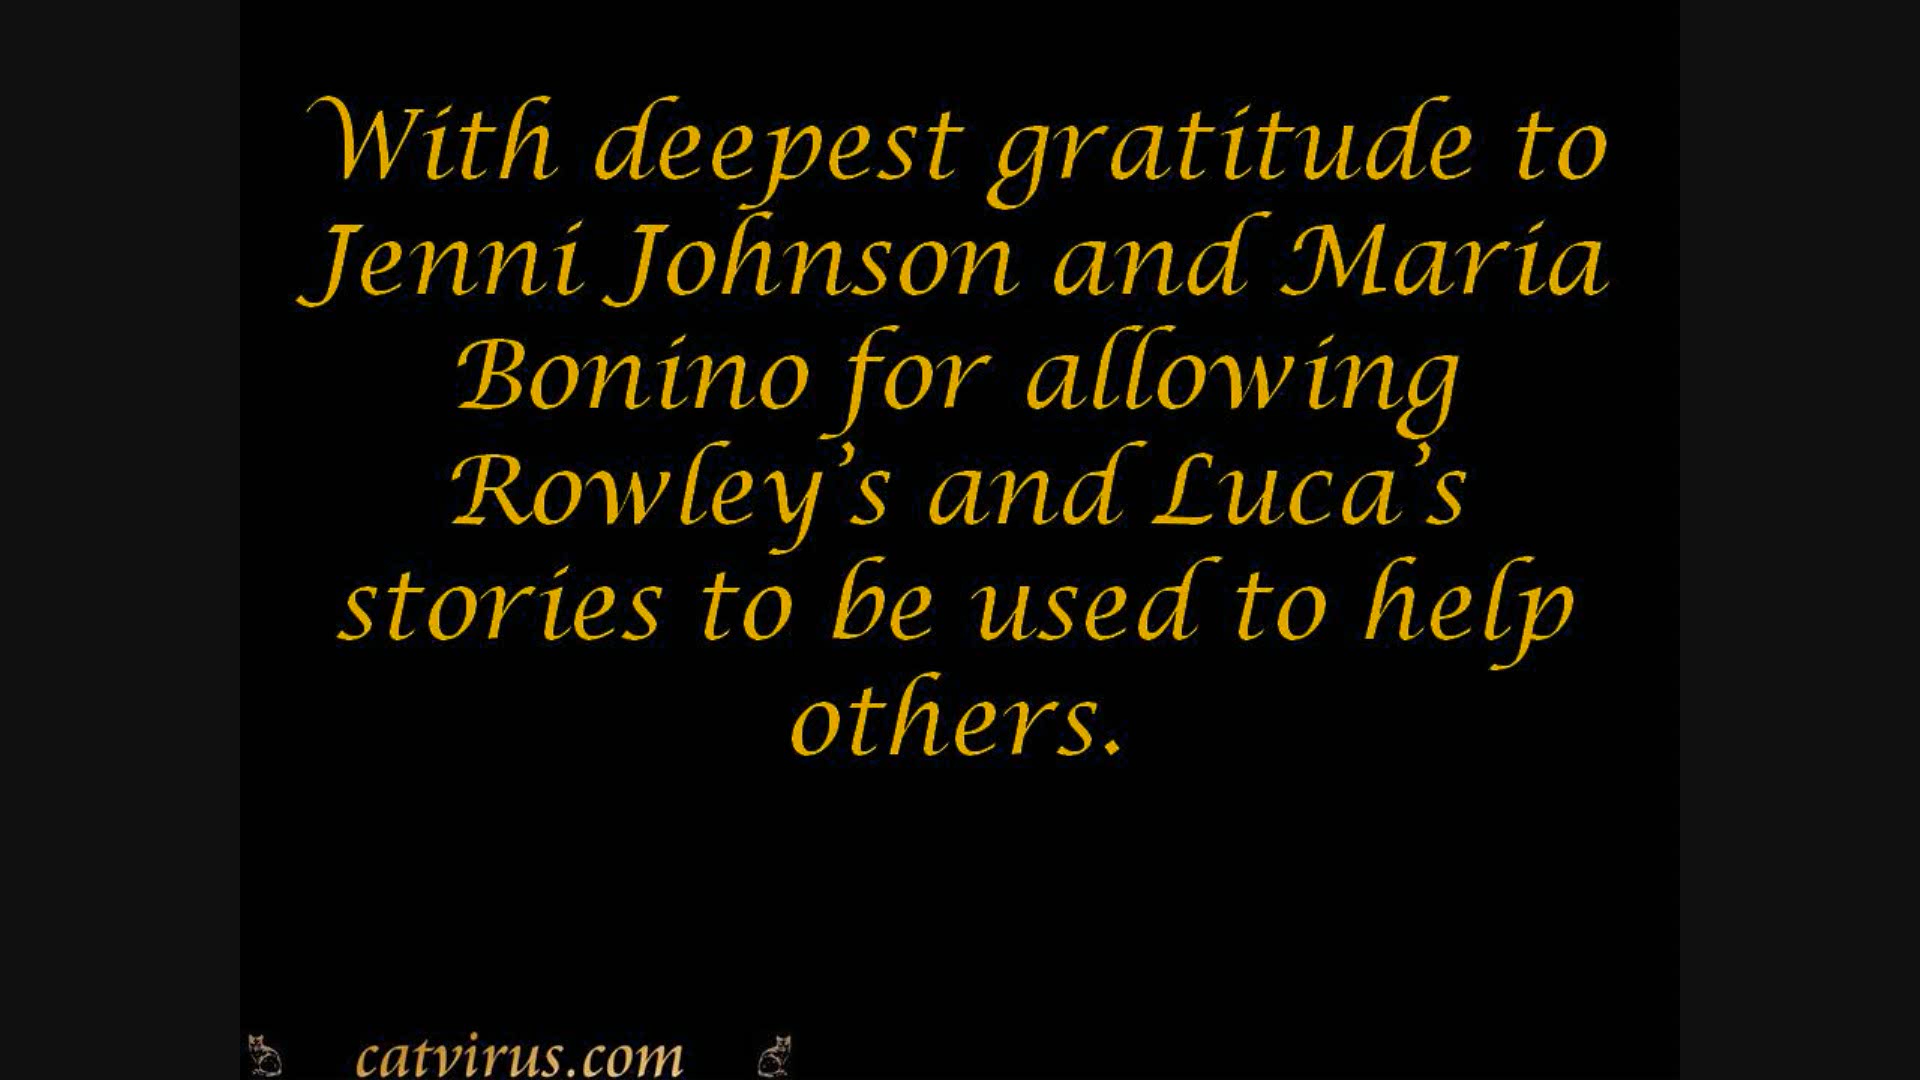 With deepest gratitude to
Jenni Johnson and Maria
Bonino for allowing
Rowley's and Luca's
stories to be used to help
others.
catvirus.com